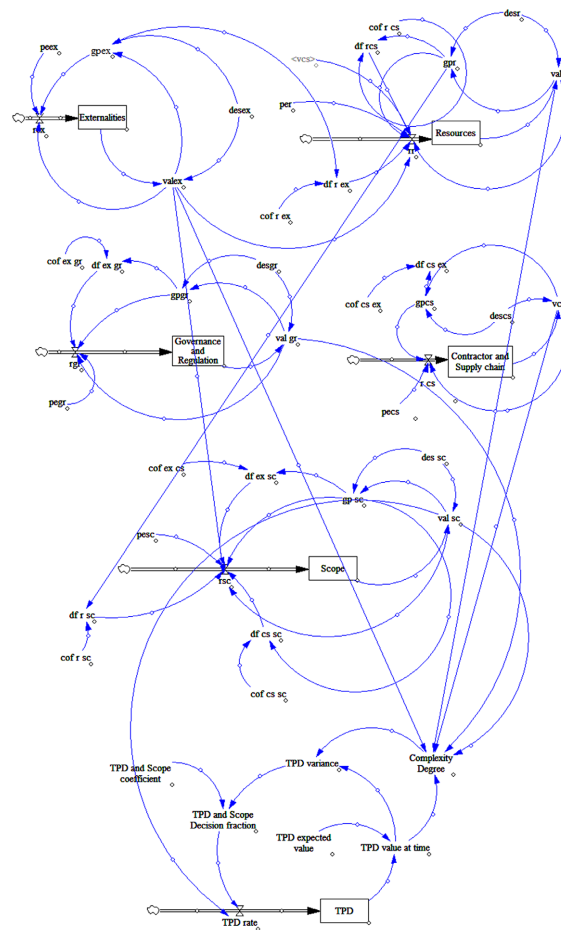 cof r cs
desr
peex
gpex
df rcs
<vcs>
gpr
val
per
desex
Externalities
rex
Resources
rr
valex
df r ex
cof r ex
cof ex gr
df ex gr
desgr
df cs ex
gpgr
cof cs ex
gpcs
descs
vc
Governance
and
Regulation
val gr
rgr
Contractor and
Supply chain
r cs
pegr
pecs
cof ex cs
des sc
df ex sc
gp sc
val sc
pesc
Scope
rsc
df r sc
df cs sc
cof r sc
cof cs sc
Complexity
Degree
TPD and Scope
coefficient
TPD variance
TPD and Scope
Decision fraction
TPD expected
value
TPD value at time
TPD
TPD rate